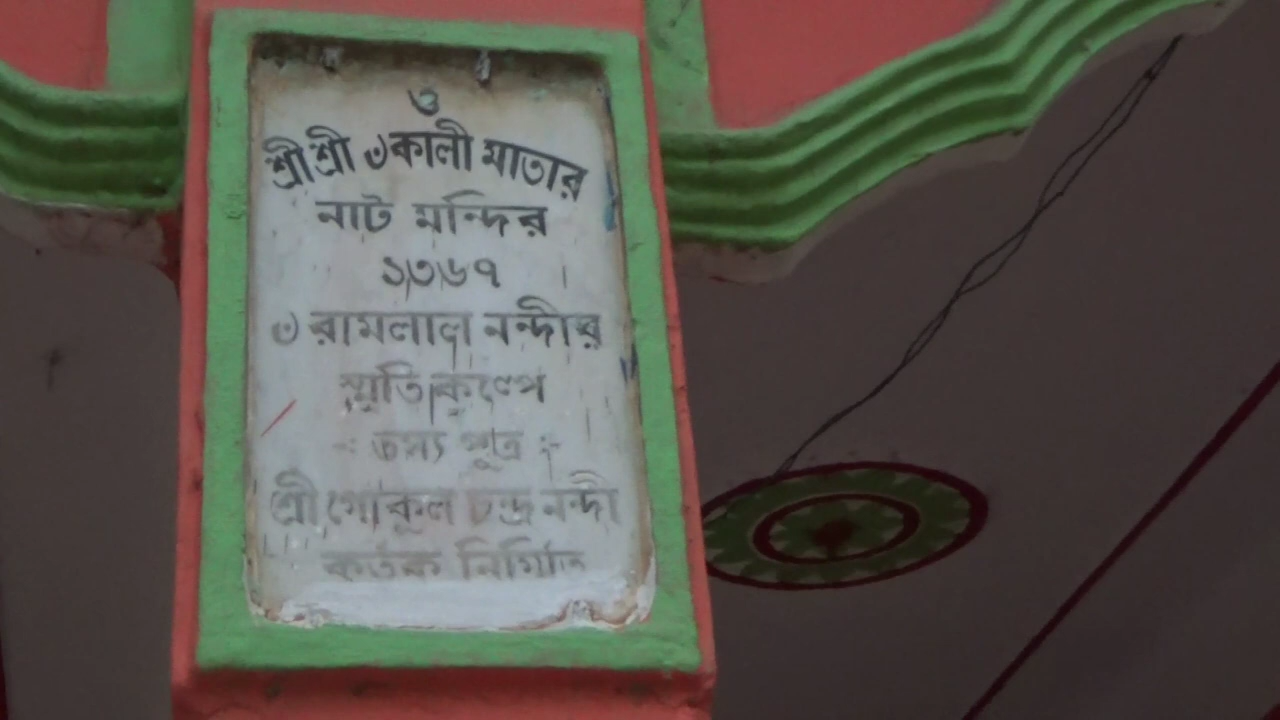 ওঁ
শ্রীশ্রী ৺কালী মাতার
নাট মন্দির
১৩৬৭
৺রামলাল নন্দীর
স্মৃতিকল্পে
-: তস্য পুত্র :-
শ্রী গোকুল চন্দ্র নন্দী
কর্তৃক নির্মিত